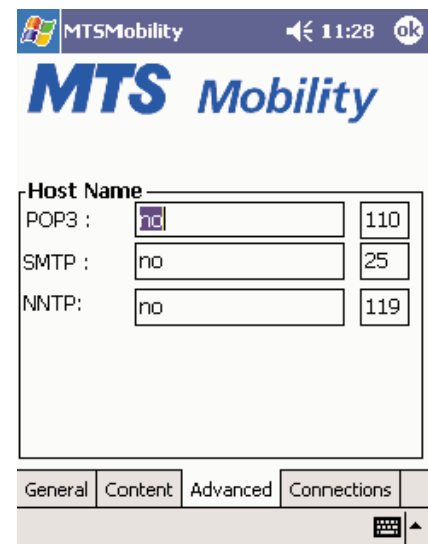 MTSMobility 11:28 ok
MTS Mobility
Host Name
POP3 : no 110
SMTP : no 25
NNTP: no 119
General Content Advanced Connections